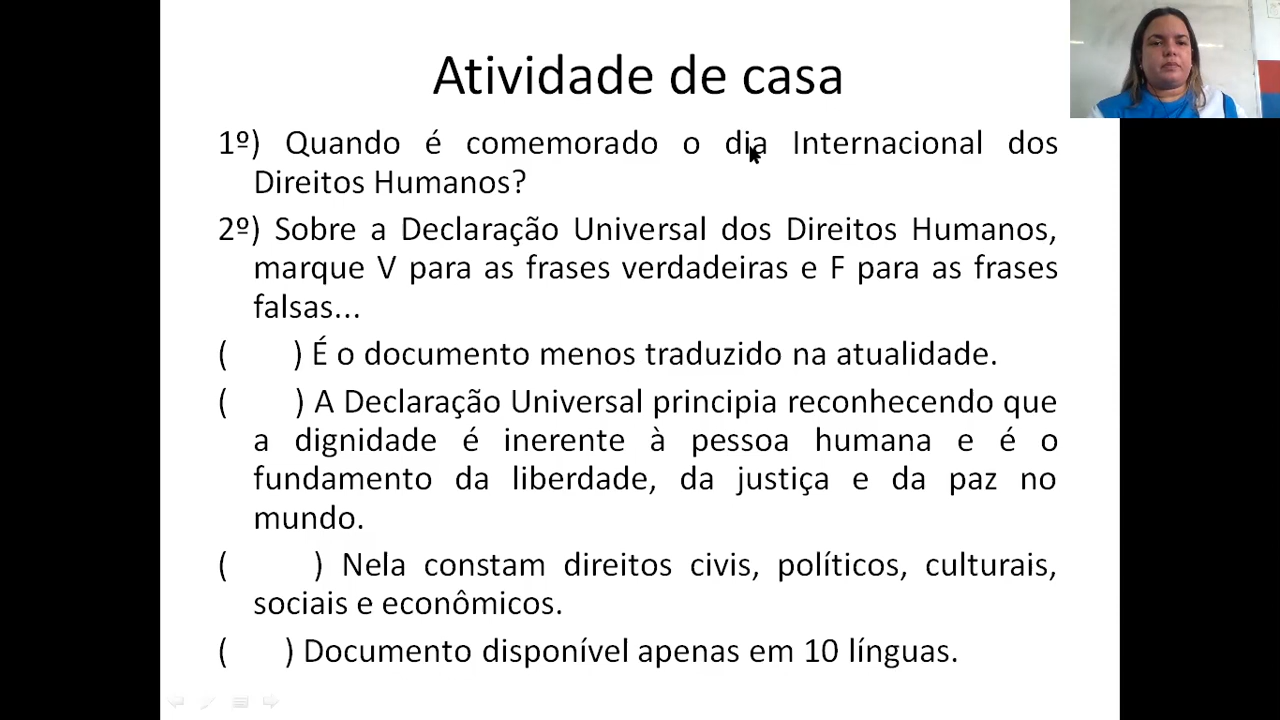 Atividade de casa
1º) Quando é comemorado o dia Internacional dos
Direitos Humanos?
2º) Sobre a Declaração Universal dos Direitos Humanos,
marque V para as frases verdadeiras e F para as frases
falsas...
( ) É o documento menos traduzido na atualidade.
( ) A Declaração Universal principia reconhecendo que
a dignidade é inerente à pessoa humana e é o
fundamento da liberdade, da justiça e da paz no
mundo.
( ) Nela constam direitos civis, políticos, culturais,
sociais e econômicos.
( ) Documento disponível apenas em 10 línguas.